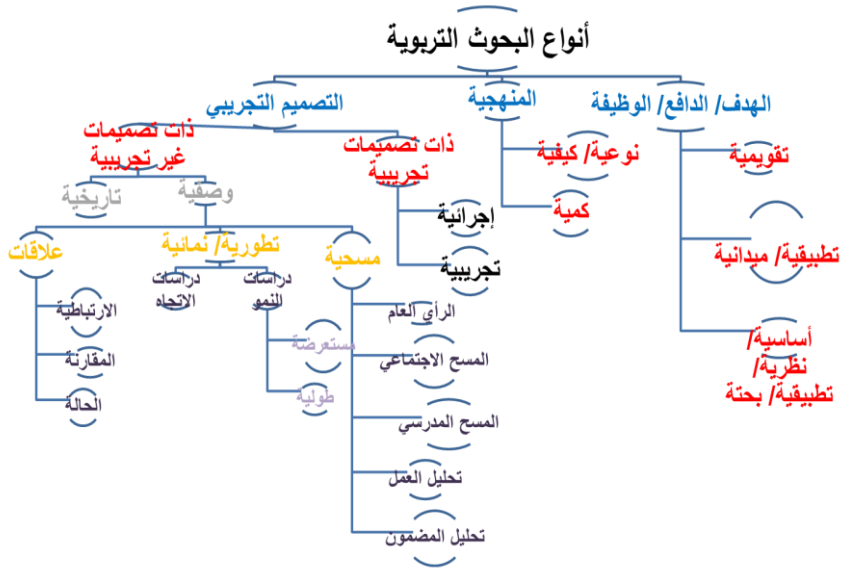 أنواع البحوث التربوية
الهدف/ الدافع/ الوظيفة
المنهجية
التصميم التجريبي
تقويمية
تطبيقية/ ميدانية
أساسية/
نظرية/
تطبيقية/ بحتة
نوعية/ كيفية
كمية
ذات تصميمات
تجريبية
إجرائية
تجريبية
ذات تصميمات
غير تجريبية
وصفية
تاريخية
مسحية
تطورية/ نمائية
علاقات
الرأي العام
المسح الاجتماعي
المسح المدرسي
تحليل العمل
تحليل المضمون
دراسات
النمو
دراسات
الاتجاه
مستعرضة
طولية
الارتباطية
المقارنة
الحالة